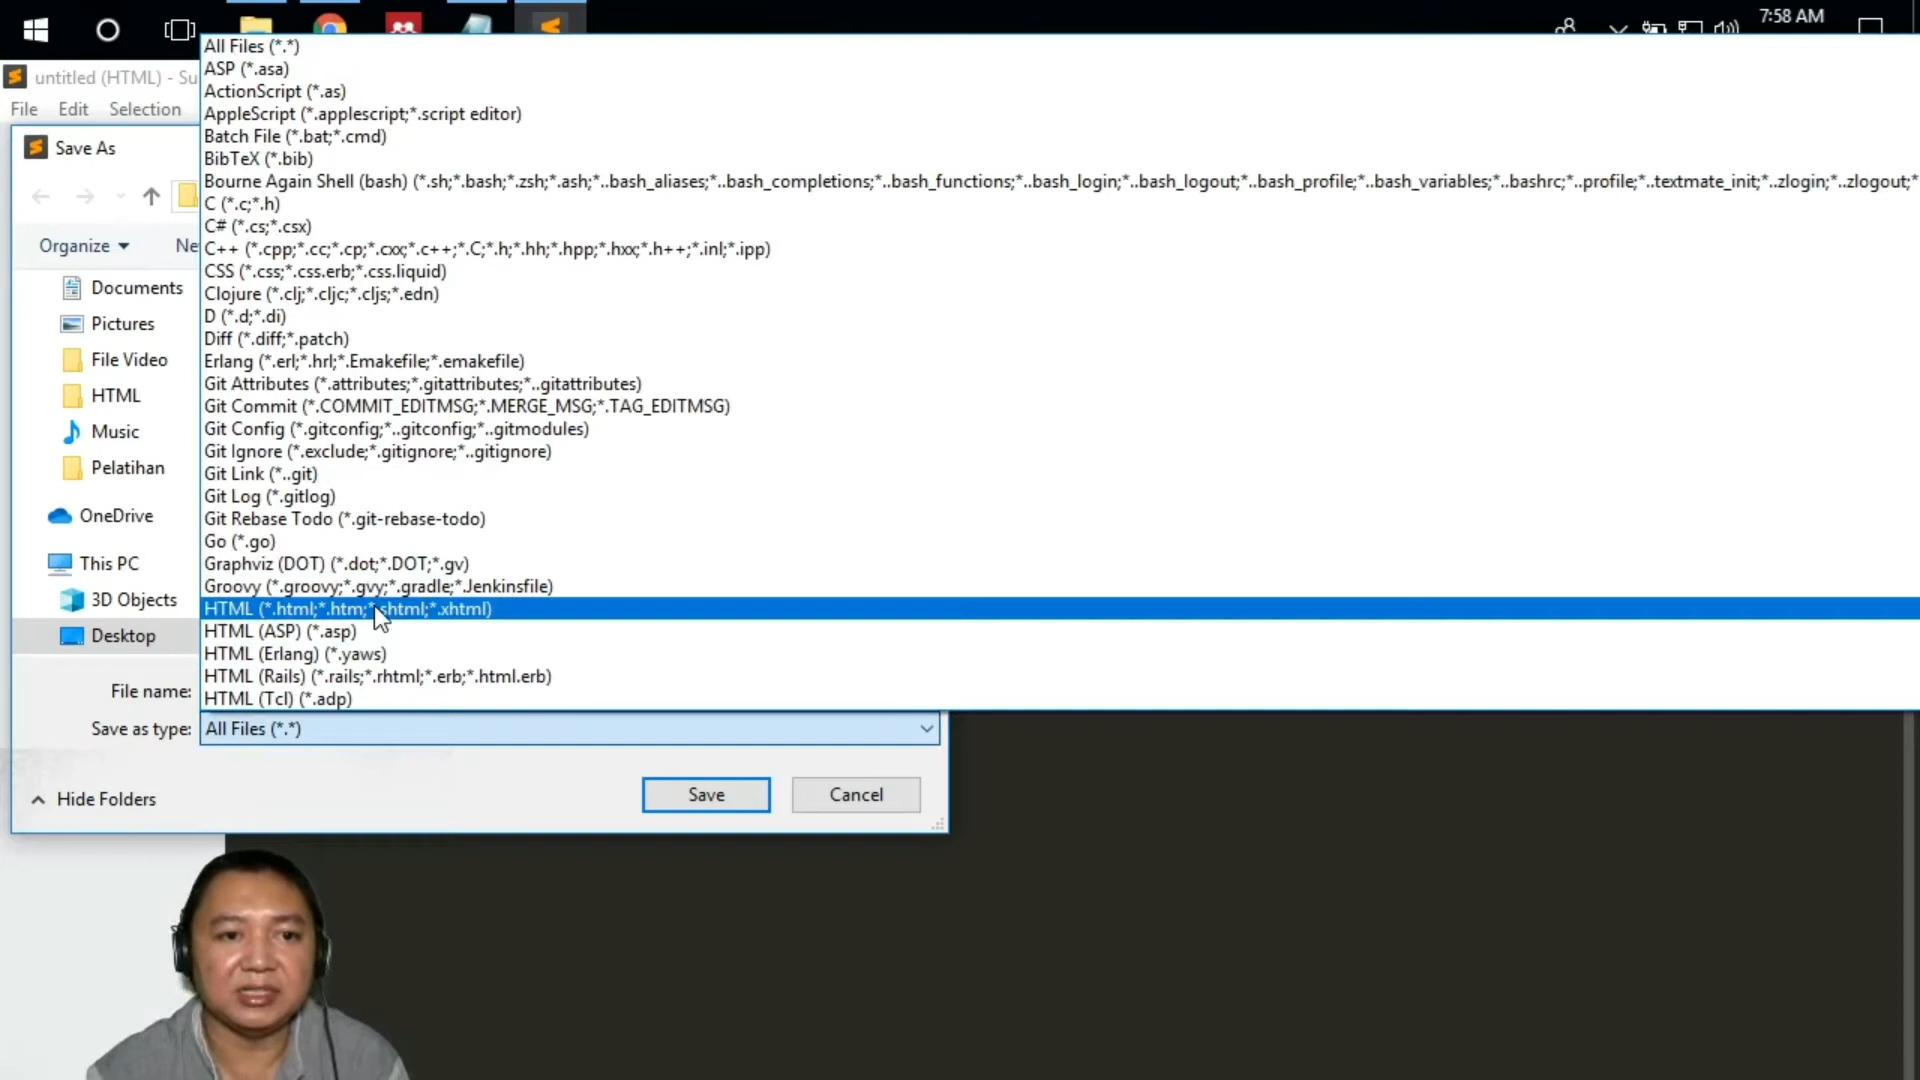 7:58 AM
All Files (*.*)
ASP (*.asa)
untitled (HTML) - Su
ActionScript (*.as)
File Edit Selection
AppleScript (*.applescript;*.script editor)
Batch File (*.bat;*.cmd)
Save As
BibTeX (*.bib)
Bourne Again Shell (bash) (*.sh;*.bash;*.zsh;*.ash;*..bash_aliases;*..bash_completions;*..bash_functions;*..bash_login;*..bash_logout;*..bash_profile;*..bash_variables;*..bashrc;*..profile;*..textmate_init;*..zlogin;*..zlogout;*
C (*.c;*.h)
C# (*.cs;*.csx)
Organize Ne
C++ (*.cpp;*.cc;*.cp;*.cxx;*.c++;*.C;*.h;*.hh;*.hpp;*.hxx;*.h++;*.inl;*.ipp)
CSS (*.css;*.css.erb;*.css.liquid)
Documents
Clojure (*.clj;*.cljc;*.cljs;*.edn)
D (*.d;*.di)
Pictures
Diff (*.diff;*.patch)
File Video
Erlang (*.erl;*.hrl;*.Emakefile;*.emakefile)
Git Attributes (*.attributes;*.gitattributes;*..gitattributes)
HTML
Git Commit (*.COMMIT_EDITMSG;*.MERGE_MSG;*.TAG_EDITMSG)
Git Config (*.gitconfig;*..gitconfig;*..gitmodules)
Music
Git Ignore (*.exclude;*.gitignore;*..gitignore)
Pelatihan
Git Link (*..git)
Git Log (*.gitlog)
OneDrive
Git Rebase Todo (*.git-rebase-todo)
Go (*.go)
This PC
Graphviz (DOT) (*.dot;*.DOT;*.gv)
Groovy (*.groovy;*.gvy;*.gradle;*.Jenkinsfile)
3D Objects
HTML (*.html;*.htm;*.shtml;*.xhtml)
Desktop
HTML (ASP) (*.asp)
HTML (Erlang) (*.yaws)
HTML (Rails) (*.rails;*.rhtml;*.erb;*.html.erb)
File name:
HTML (Tcl) (*.adp)
Save as type: All Files (*.*)
Hide Folders
Save
Cancel